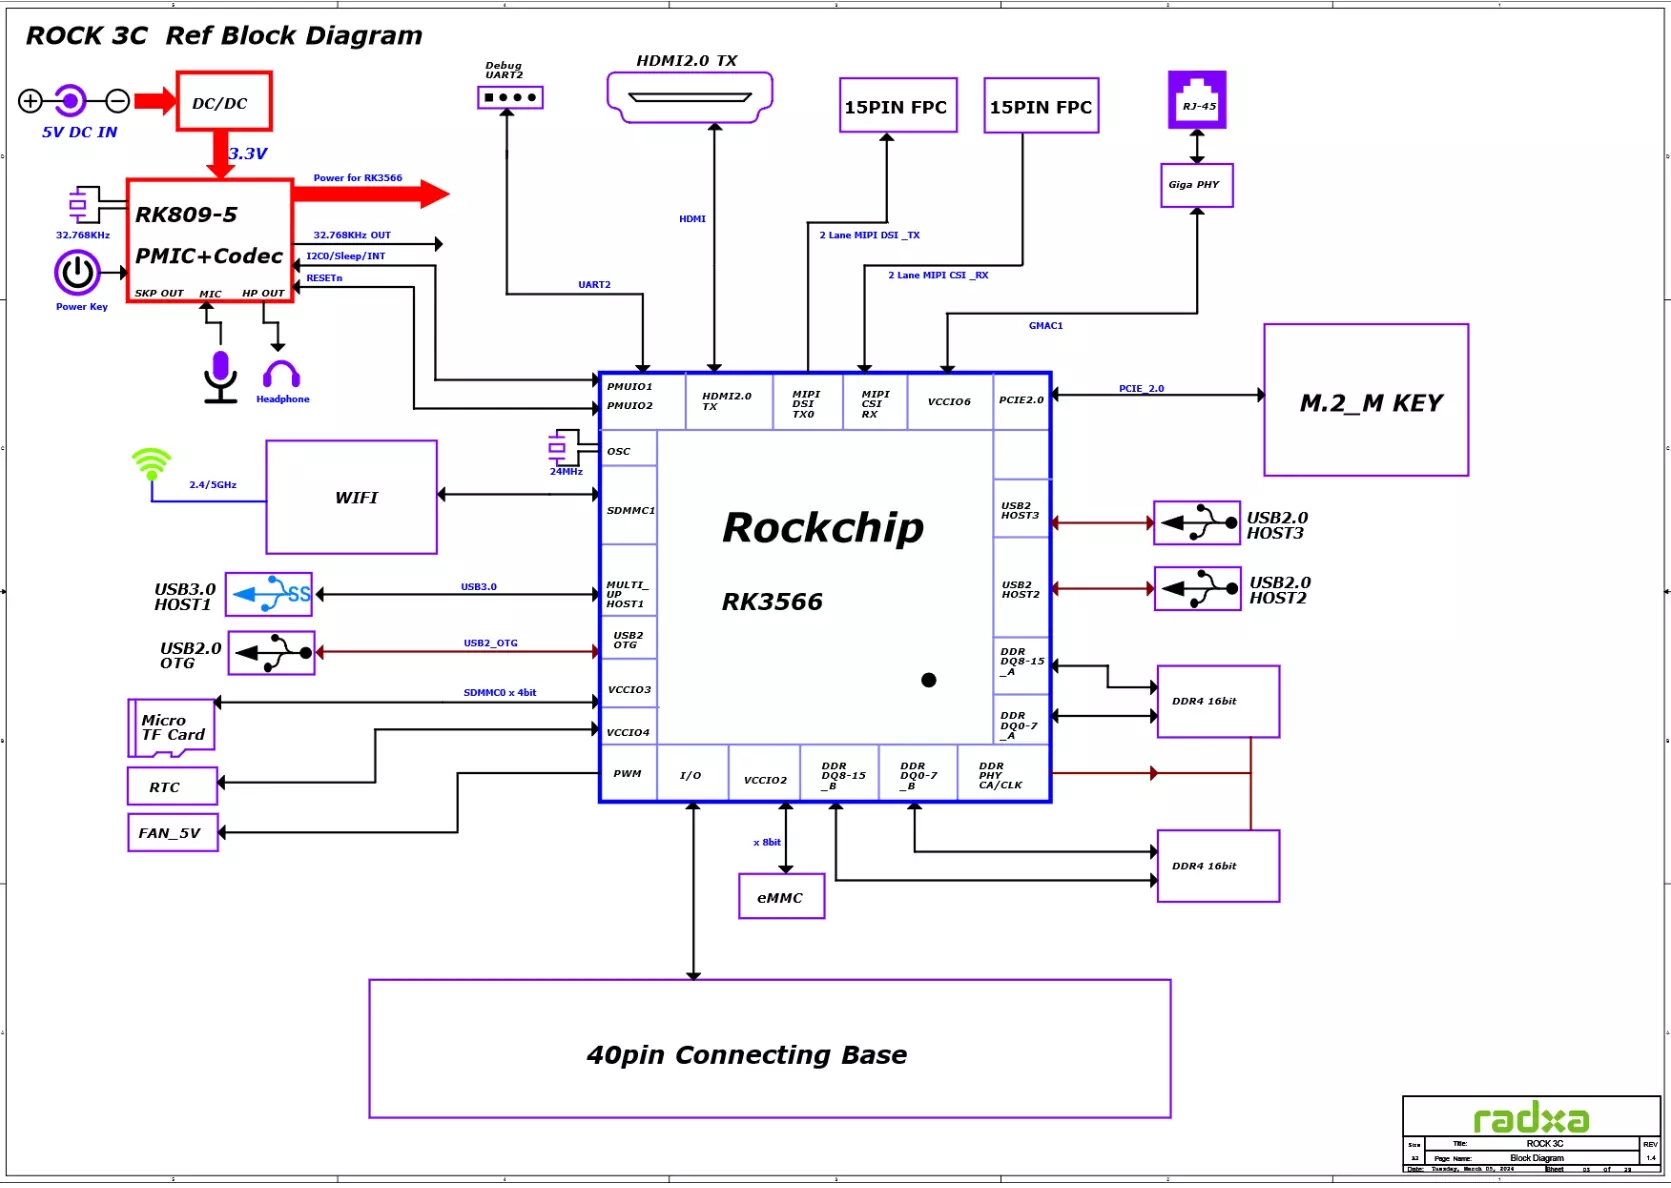 ROCK 3C Ref Block Diagram
5V DC IN
DC/DC
3.3V
RK809-5
PMIC+Codec
SKP OUT
MIC
HP OUT
32.768KHz
Power Key
Power for RK3566
32.768KHz OUT
I2C0/Sleep/INT
RESETn
Headphone
Debug
UART2
UART2
HDMI2.0 TX
HDMI
15PIN FPC
2 Lane MIPI DSI _TX
15PIN FPC
2 Lane MIPI CSI _RX
RJ-45
Giga PHY
GMAC1
PMUIO1
PMUIO2
HDMI2.0
TX
MIPI
DSI
TX0
MIPI
CSI
RX
VCCIO6
PCIE2.0
PCIE_2.0
M.2_M KEY
OSC
24MHz
2.4/5GHz
WIFI
SDMMC1
Rockchip
RK3566
USB2
HOST3
USB2.0
HOST3
USB2
HOST2
USB2.0
HOST2
USB3.0
HOST1
SS
USB3.0
MULTI_
UP
HOST1
USB2.0
OTG
USB2_OTG
USB2
OTG
DDR
DQ8-15
_A
DDR
DQ0-7
_A
DDR4 16bit
Micro
TF Card
SDMMC0 x 4bit
VCCIO3
VCCIO4
RTC
FAN_5V
PWM
I/O
VCCIO2
DDR
DQ8-15
_B
DDR
DQ0-7
_B
DDR
PHY
CA/CLK
x 8bit
eMMC
DDR4 16bit
40pin Connecting Base
radxa
Size
A3
Title:
ROCK 3C
REV
1.4
Page Name:
Block Diagram
Date:
Tuesday, March 05, 2024
Sheet
03 of